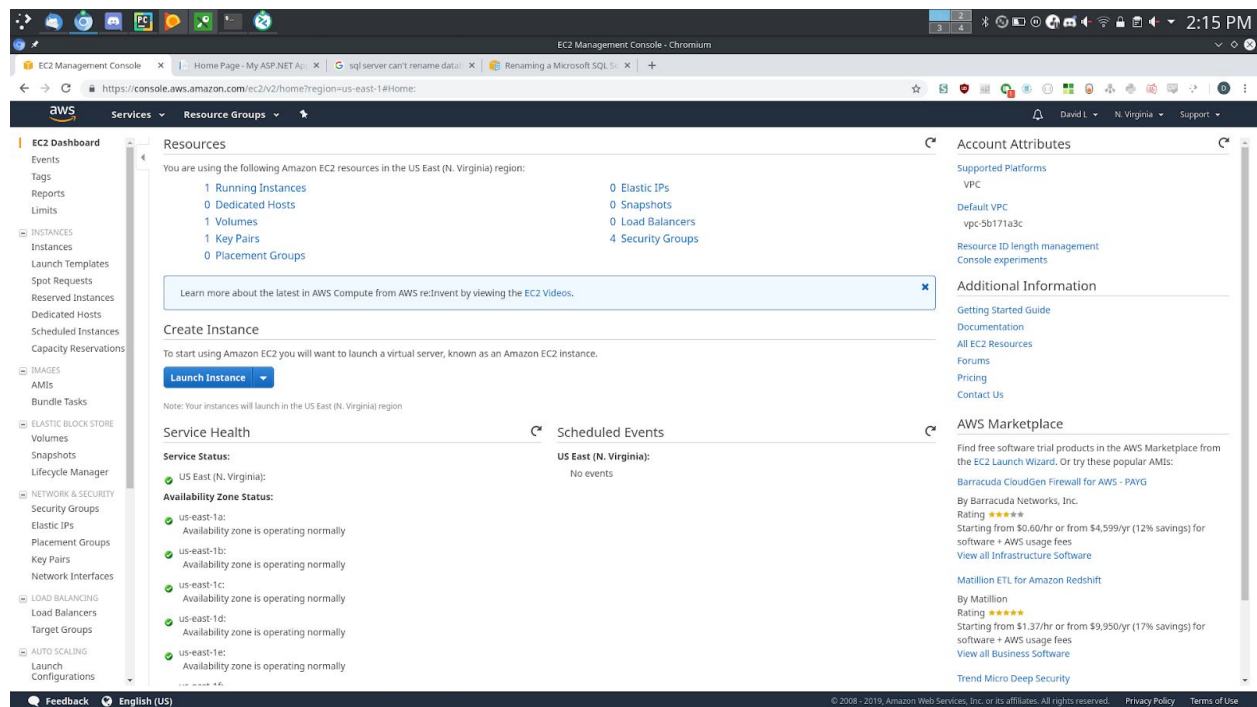 2
3 4
2:15 PM
EC2 Management Console - Chromium
EC2 Management Console
Home Page - My ASP.NET Ap
sql server can't rename datab
Renaming a Microsoft SQL Se
https://console.aws.amazon.com/ec2/v2/home?region=us-east-1#Home:
aws
Services
Resource Groups
David L
N. Virginia
Support
EC2 Dashboard
Events
Tags
Reports
Limits
INSTANCES
Instances
Launch Templates
Spot Requests
Reserved Instances
Dedicated Hosts
Scheduled Instances
Capacity Reservations
IMAGES
AMIs
Bundle Tasks
ELASTIC BLOCK STORE
Volumes
Snapshots
Lifecycle Manager
NETWORK & SECURITY
Security Groups
Elastic IPs
Placement Groups
Key Pairs
Network Interfaces
LOAD BALANCING
Load Balancers
Target Groups
AUTO SCALING
Launch
Configurations
Resources
You are using the following Amazon EC2 resources in the US East (N. Virginia) region:
1 Running Instances
0 Dedicated Hosts
1 Volumes
1 Key Pairs
0 Placement Groups
0 Elastic IPs
0 Snapshots
0 Load Balancers
4 Security Groups
Learn more about the latest in AWS Compute from AWS re:Invent by viewing the EC2 Videos.
Create Instance
To start using Amazon EC2 you will want to launch a virtual server, known as an Amazon EC2 instance.
Launch Instance
Note: Your instances will launch in the US East (N. Virginia) region
Service Health
Service Status:
US East (N. Virginia):
Availability Zone Status:
us-east-1a:
Availability zone is operating normally
us-east-1b:
Availability zone is operating normally
us-east-1c:
Availability zone is operating normally
us-east-1d:
Availability zone is operating normally
us-east-1e:
Availability zone is operating normally
Scheduled Events
US East (N. Virginia):
No events
Account Attributes
Supported Platforms
VPC
Default VPC
vpc-5b171a3c
Resource ID length management
Console experiments
Additional Information
Getting Started Guide
Documentation
All EC2 Resources
Forums
Pricing
Contact Us
AWS Marketplace
Find free software trial products in the AWS Marketplace from
the EC2 Launch Wizard. Or try these popular AMIs:
Barracuda CloudGen Firewall for AWS - PAYG
By Barracuda Networks, Inc.
Rating
Starting from $0.60/hr or from $4,599/yr (12% savings) for
software + AWS usage fees
View all Infrastructure Software
Matillion ETL for Amazon Redshift
By Matillion
Rating
Starting from $1.37/hr or from $9,950/yr (17% savings) for
software + AWS usage fees
View all Business Software
Trend Micro Deep Security
Feedback
English (US)
© 2008 - 2019, Amazon Web Services, Inc. or its affiliates. All rights reserved.
Privacy Policy
Terms of Use